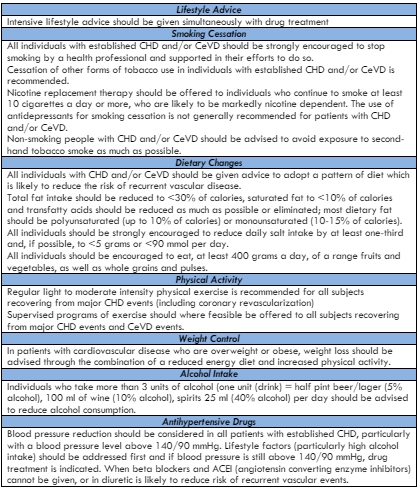 Lifestyle Advice
Intensive lifestyle advice should be given simultaneously with drug treatment
Smoking Cessation
All individuals with established CHD and/or CeVD should be strongly encouraged to stop
smoking by a health professional and supported in their efforts to do so.
Cessation of other forms of tobacco use in individuals with established CHD and/or CeVD is
recommended.
Nicotine replacement therapy should be offered to individuals who continue to smoke at least
10 cigarettes a day or more, who are likely to be markedly nicotine dependent. The use of
antidepressants for smoking cessation is not generally recommended for patients with CHD
and/or CeVD.
Non-smoking people with CHD and/or CeVD should be advised to avoid exposure to second-
hand tobacco smoke as much as possible.
Dietary Changes
All individuals with CHD and/or CeVD should be given advice to adopt a pattern of diet which
is likely to reduce the risk of recurrent vascular disease.
Total fat intake should be reduced to <30% of calories, saturated fat to <10% of calories
and transfatty acids should be reduced as much as possible or eliminated; most dietary fat
should be polyunsaturated (up to 10% of calories) or monounsaturated (10-15% of calories).
All individuals should be strongly encouraged to reduce daily salt intake by at least one-third
and, if possible, to <5 grams or <90 mmol per day.
All individuals should be encouraged to eat, at least 400 grams a day, of a range fruits and
vegetables, as well as whole grains and pulses.
Physical Activity
Regular light to moderate intensity physical exercise is recommended for all subjects
recovering from major CHD events (including coronary revascularization)
Supervised programs of exercise should where feasible be offered to all subjects recovering
from major CHD events and CeVD events.
Weight Control
In patients with cardiovascular disease who are overweight or obese, weight loss should be
advised through the combination of a reduced energy diet and increased physical activity.
Alcohol Intake
Individuals who take more than 3 units of alcohol (one unit (drink) = half pint beer/lager (5%
alcohol), 100 ml of wine (10% alcohol), spirits 25 ml (40% alcohol) per day should be advised
to reduce alcohol consumption.
Antihypertensive Drugs
Blood pressure reduction should be considered in all patients with established CHD, particularly
with a blood pressure level above 140/90 mmHg. Lifestyle factors (particularly high alcohol
intake) should be addressed first and if blood pressure is still above 140/90 mmHg, drug
treatment is indicated. When beta blockers and ACEI (angiotensin converting enzyme inhibitors)
cannot be given, or in diuretic is likely to reduce risk of recurrent vascular events.